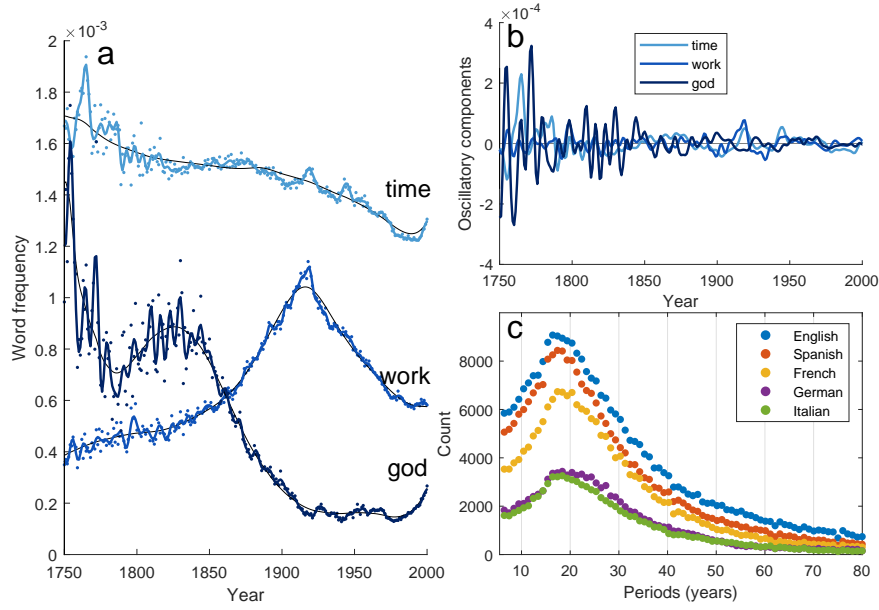 a
×10^-3
2
1.8
1.6
1.4
1.2
1
0.8
0.6
0.4
0.2
0
Word frequency
time
work
god
1750 1800 1850 1900 1950 2000
Year
b
×10^-4
4
2
0
-2
-4
Oscillatory components
time
work
god
1750 1800 1850 1900 1950 2000
Year
c
8000
6000
4000
2000
0
Count
English
Spanish
French
German
Italian
10 20 30 40 50 60 70 80
Periods (years)